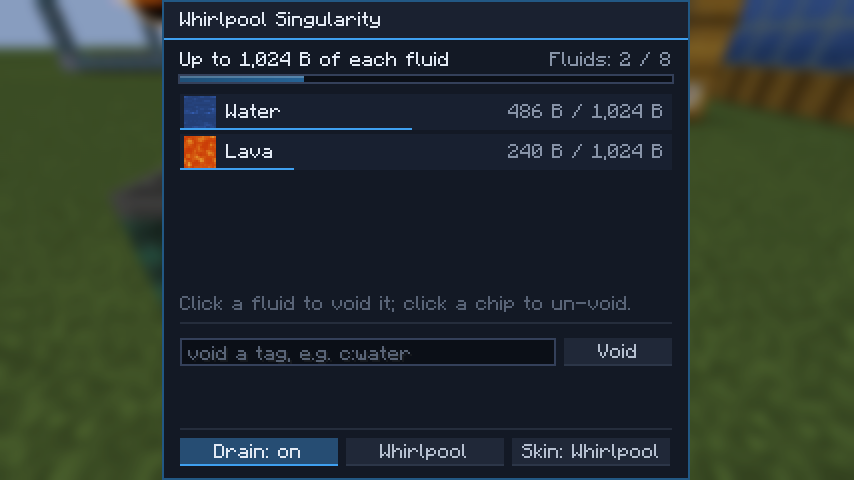 Whirlpool Singularity
Up to 1,024 B of each fluid Fluids: 2 / 8
Water 486 B / 1,024 B
Lava 240 B / 1,024 B
Click a fluid to void it; click a chip to un-void.
void a tag, e.g. c:water Void
Drain: on Whirlpool Skin: Whirlpool